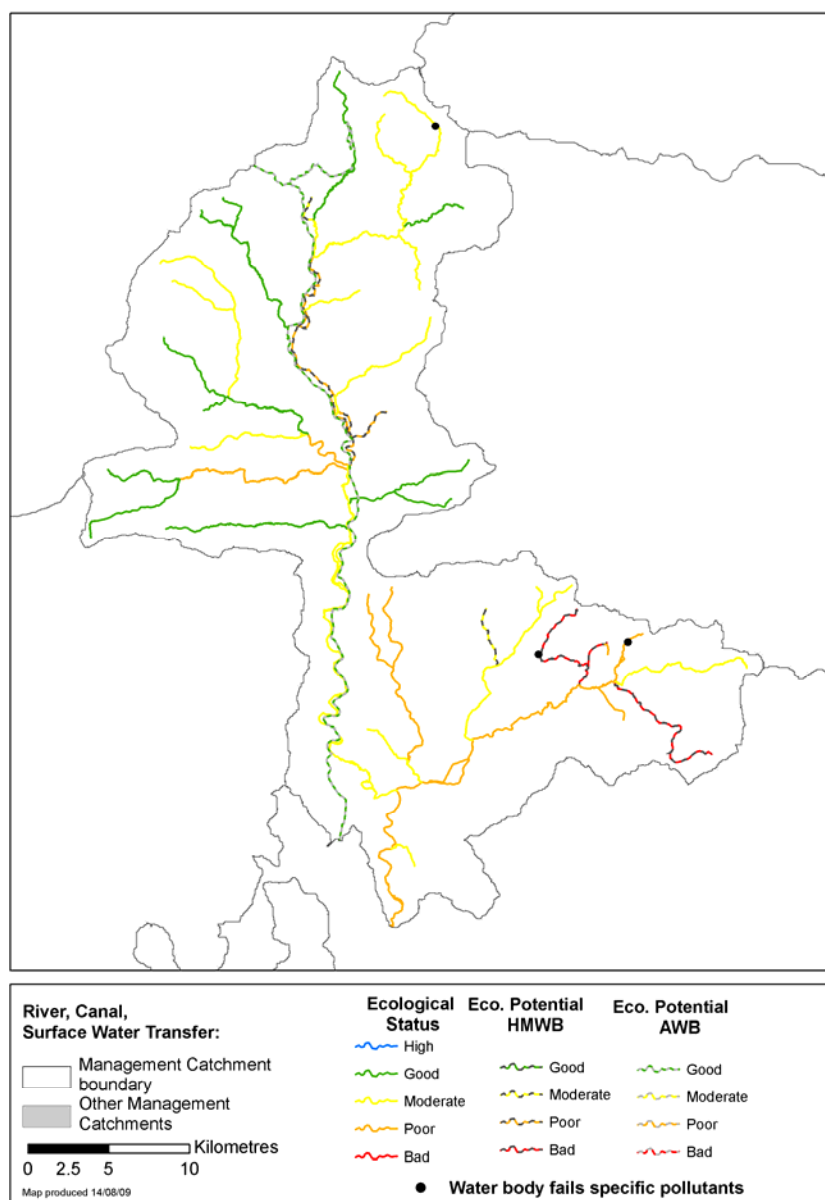 River, Canal,
Surface Water Transfer:
Management Catchment
boundary
Other Management
Catchments
Kilometres
0 2.5 5 10
Map produced 14/08/09
Ecological
Status
High
Good
Moderate
Poor
Bad
Eco. Potential
HMWB
Good
Moderate
Poor
Bad
Eco. Potential
AWB
Good
Moderate
Poor
Bad
Water body fails specific pollutants